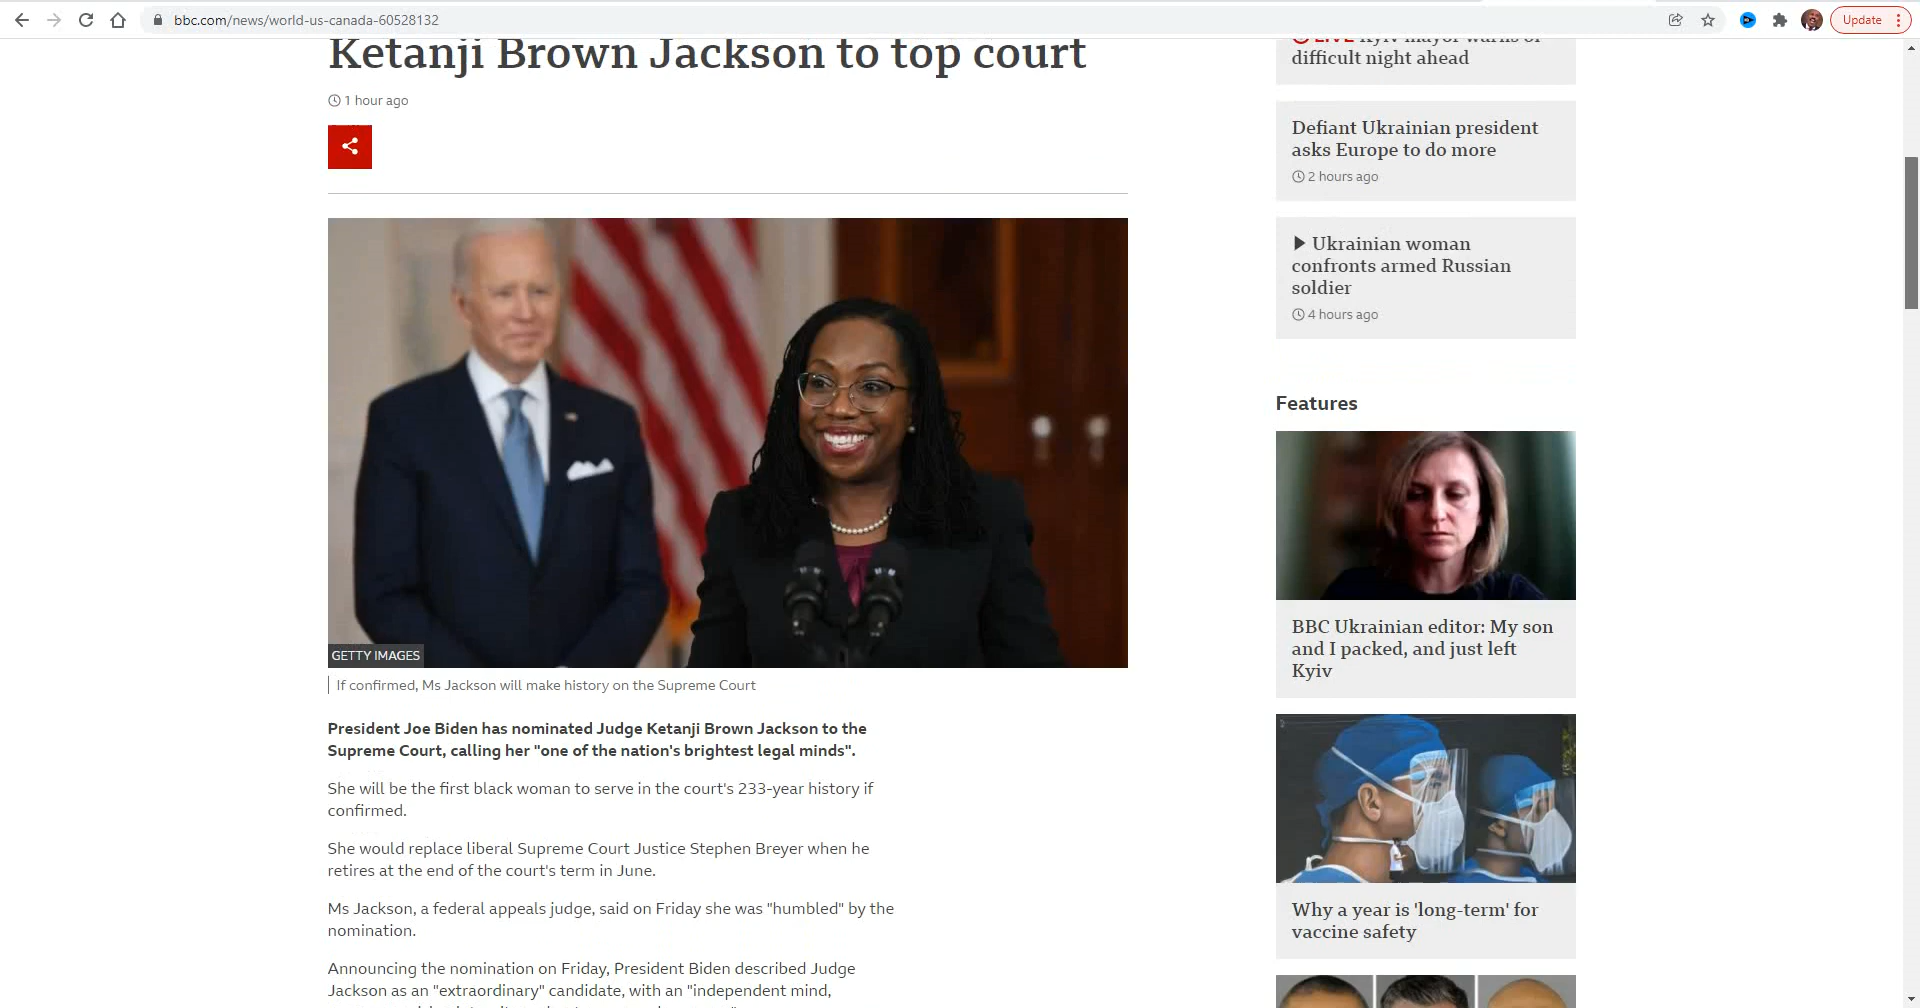 bbc.com/news/world-us-canada-60528132
Update
Ketanji Brown Jackson to top court
1 hour ago
GETTY IMAGES
If confirmed, Ms Jackson will make history on the Supreme Court
President Joe Biden has nominated Judge Ketanji Brown Jackson to the
Supreme Court, calling her "one of the nation's brightest legal minds".
She will be the first black woman to serve in the court's 233-year history if
confirmed.
She would replace liberal Supreme Court Justice Stephen Breyer when he
retires at the end of the court's term in June.
Ms Jackson, a federal appeals judge, said on Friday she was "humbled" by the
nomination.
Announcing the nomination on Friday, President Biden described Judge
Jackson as an "extraordinary" candidate, with an "independent mind,
LIVE Kyiv mayor warns of
difficult night ahead
Defiant Ukrainian president
asks Europe to do more
2 hours ago
Ukrainian woman
confronts armed Russian
soldier
4 hours ago
Features
BBC Ukrainian editor: My son
and I packed, and just left
Kyiv
Why a year is 'long-term' for
vaccine safety